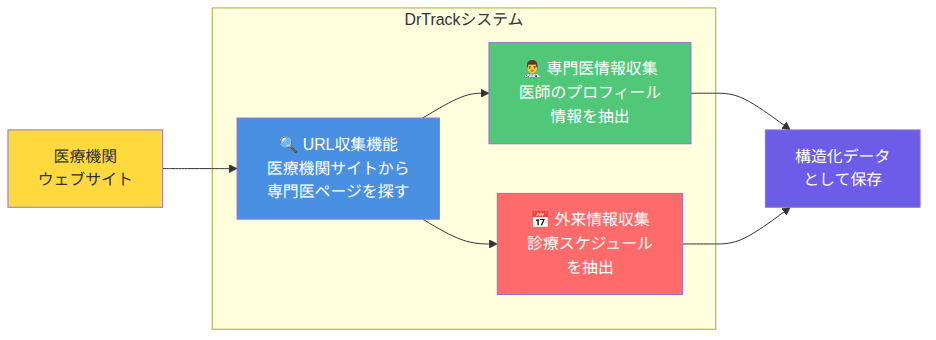 DrTrackシステム
医療機関
ウェブサイト
🔍 URL収集機能
医療機関サイトから
専門医ページを探す
👨‍⚕️ 専門医情報収集
医師のプロフィール
情報を抽出
📅 外来情報収集
診療スケジュール
を抽出
構造化データ
として保存